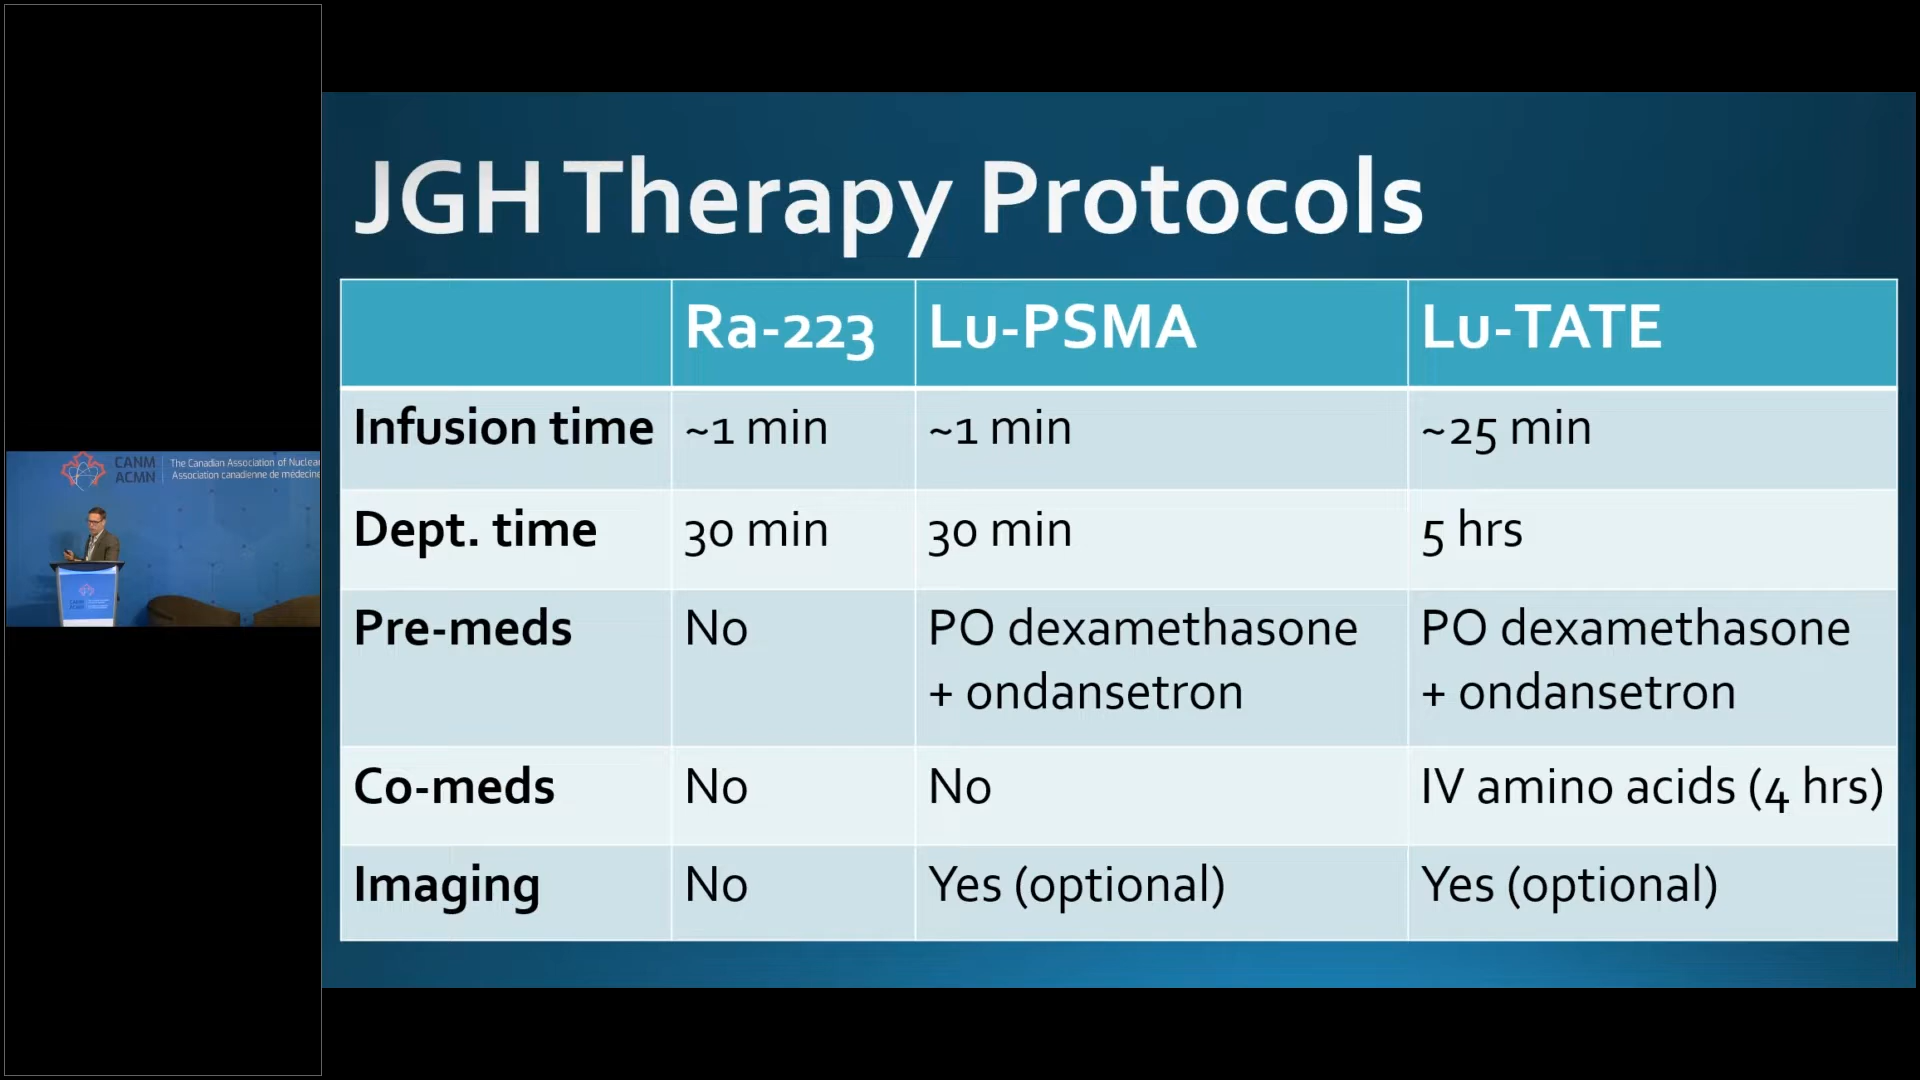 JGH Therapy Protocols
Ra-223 Lu-PSMA Lu-TATE
Infusion time ~1 min ~1 min ~25 min
Dept. time 30 min 30 min 5 hrs
Pre-meds No PO dexamethasone + ondansetron PO dexamethasone + ondansetron
Co-meds No No IV amino acids (4 hrs)
Imaging No Yes (optional) Yes (optional)
CANM
ACMN
The Canadian Association of
Association canadienne de
CANM
ACMN